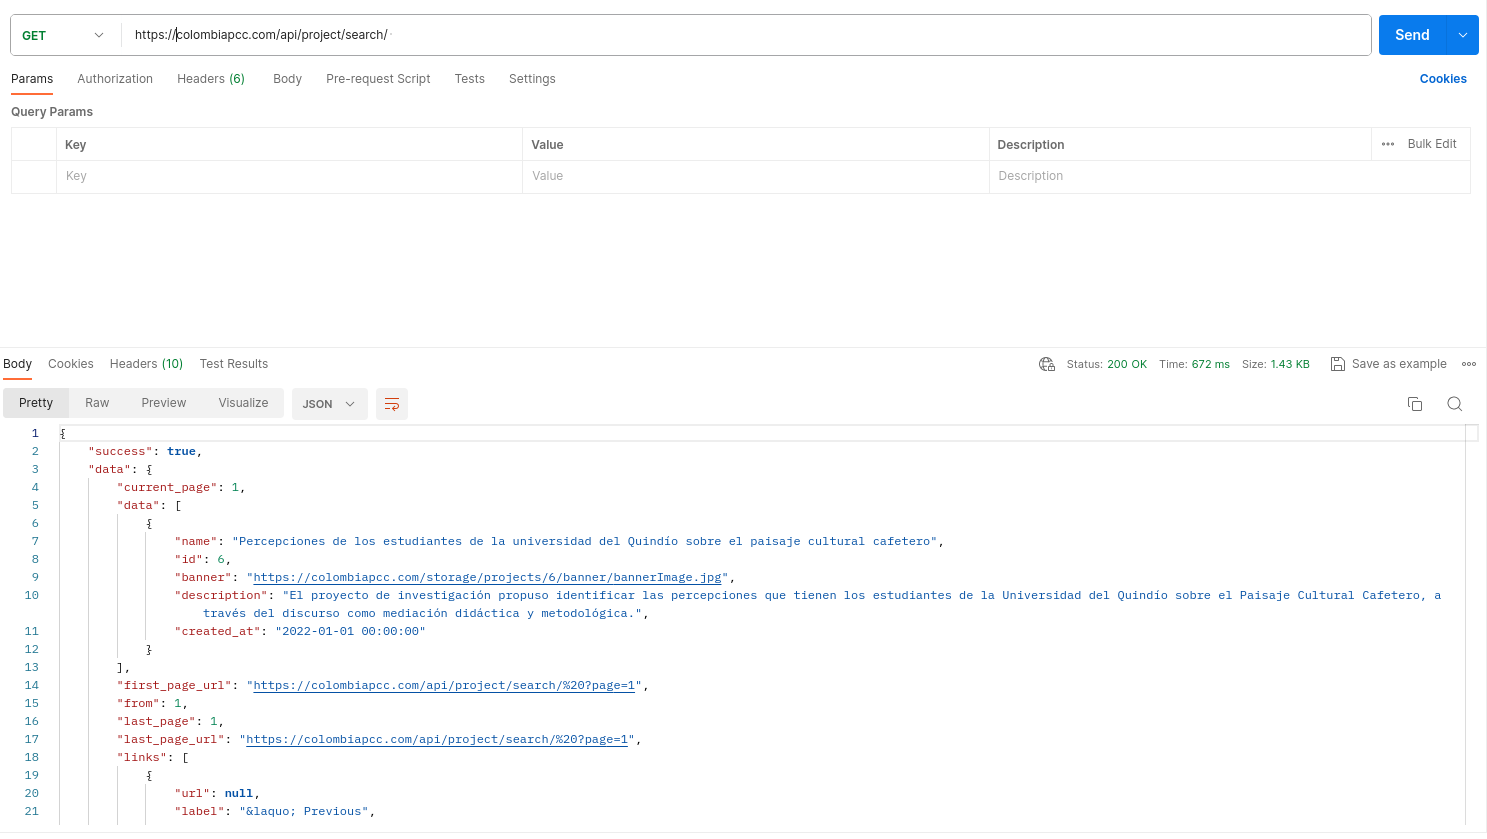 GET https://colombiapcc.com/api/project/search/ Send
Params Authorization Headers (6) Body Pre-request Script Tests Settings Cookies
Query Params
Key Value Description Bulk Edit
Key Value Description
Body Cookies Headers (10) Test Results Status: 200 OK Time: 672 ms Size: 1.43 KB Save as example
Pretty Raw Preview Visualize JSON
1 {
2 "success": true,
3 "data": {
4 "current_page": 1,
5 "data": [
6 {
7 "name": "Percepciones de los estudiantes de la universidad del Quindío sobre el paisaje cultural cafetero",
8 "id": 6,
9 "banner": "https://colombiapcc.com/storage/projects/6/banner/bannerImage.jpg",
10 "description": "El proyecto de investigación propuso identificar las percepciones que tienen los estudiantes de la Universidad del Quindío sobre el Paisaje Cultural Cafetero, a
través del discurso como mediación didáctica y metodológica.",
11 "created_at": "2022-01-01 00:00:00"
12 }
13 ],
14 "first_page_url": "https://colombiapcc.com/api/project/search/%20?page=1",
15 "from": 1,
16 "last_page": 1,
17 "last_page_url": "https://colombiapcc.com/api/project/search/%20?page=1",
18 "links": [
19 {
20 "url": null,
21 "label": "&laquo; Previous",